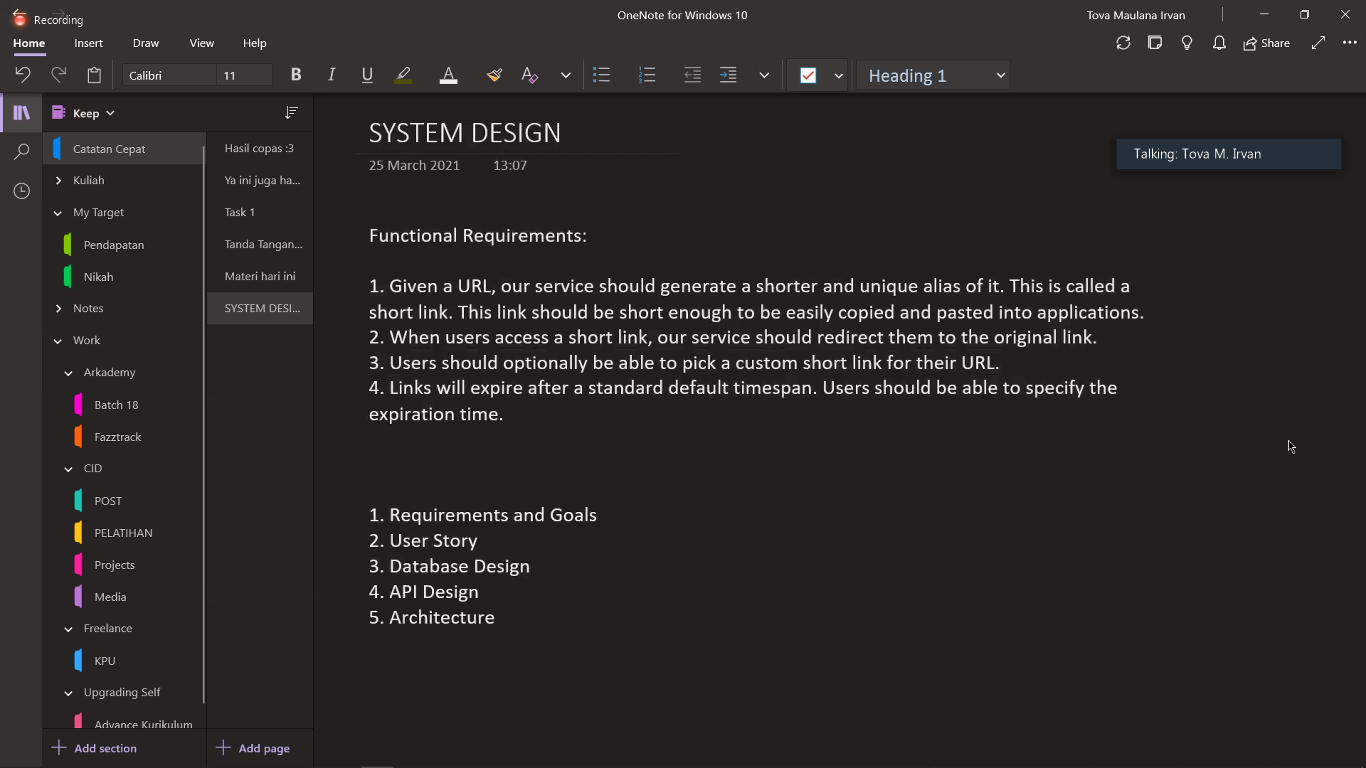 Recording
OneNote for Windows 10
Tova Maulana Irvan
Home Insert Draw View Help
Share
Calibri 11 B I U A A Heading 1
Keep
Catatan Cepat
Kuliah
My Target
Pendapatan
Nikah
Notes
Work
Arkademy
Batch 18
Fazztrack
CID
POST
PELATIHAN
Projects
Media
Freelance
KPU
Upgrading Self
Advance Kurikulum
Add section
Hasil copas :3
Ya ini juga ha...
Task 1
Tanda Tangan...
Materi hari ini
SYSTEM DESI...
Add page
SYSTEM DESIGN
25 March 2021 13:07
Talking: Tova M. Irvan
Functional Requirements:
1. Given a URL, our service should generate a shorter and unique alias of it. This is called a
short link. This link should be short enough to be easily copied and pasted into applications.
2. When users access a short link, our service should redirect them to the original link.
3. Users should optionally be able to pick a custom short link for their URL.
4. Links will expire after a standard default timespan. Users should be able to specify the
expiration time.
1. Requirements and Goals
2. User Story
3. Database Design
4. API Design
5. Architecture